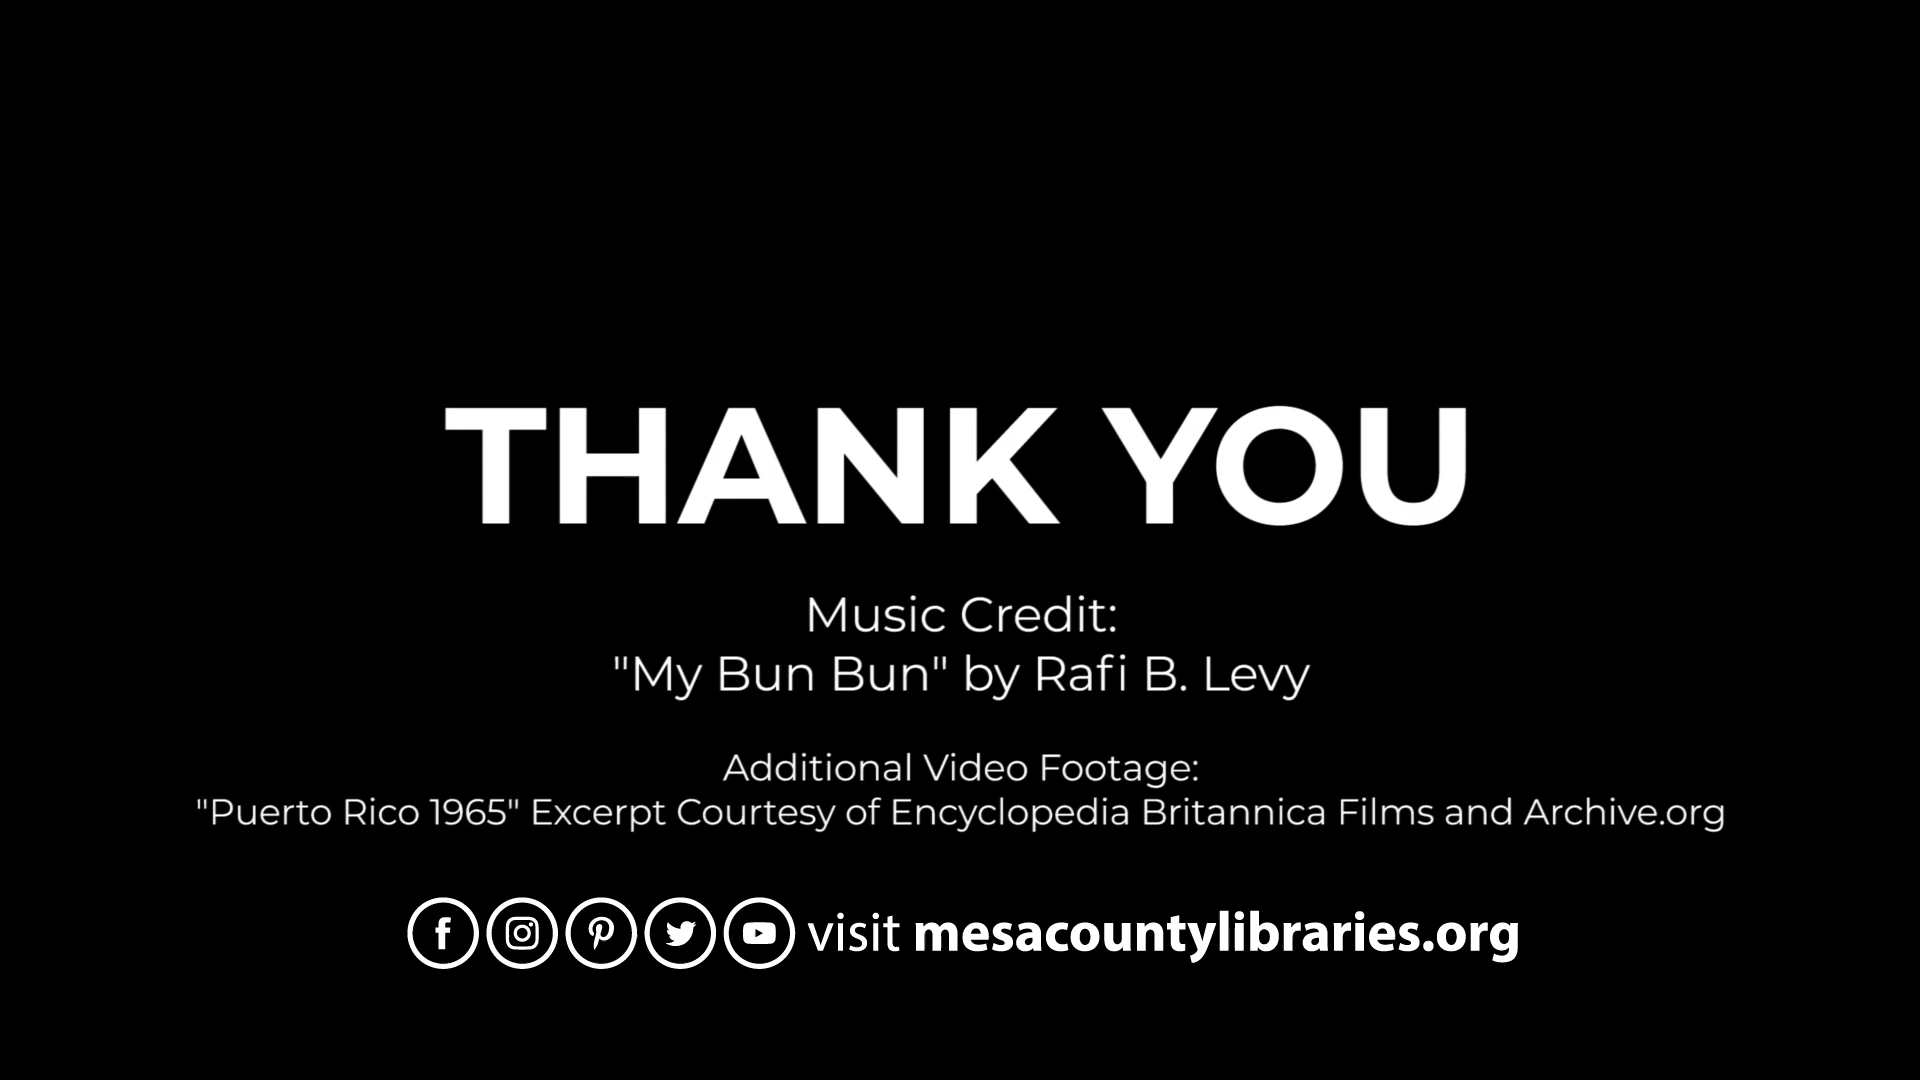 THANK YOU
Music Credit:
"My Bun Bun" by Rafi B. Levy
Additional Video Footage:
"Puerto Rico 1965" Excerpt Courtesy of Encyclopedia Britannica Films and Archive.org
visit mesacountylibraries.org